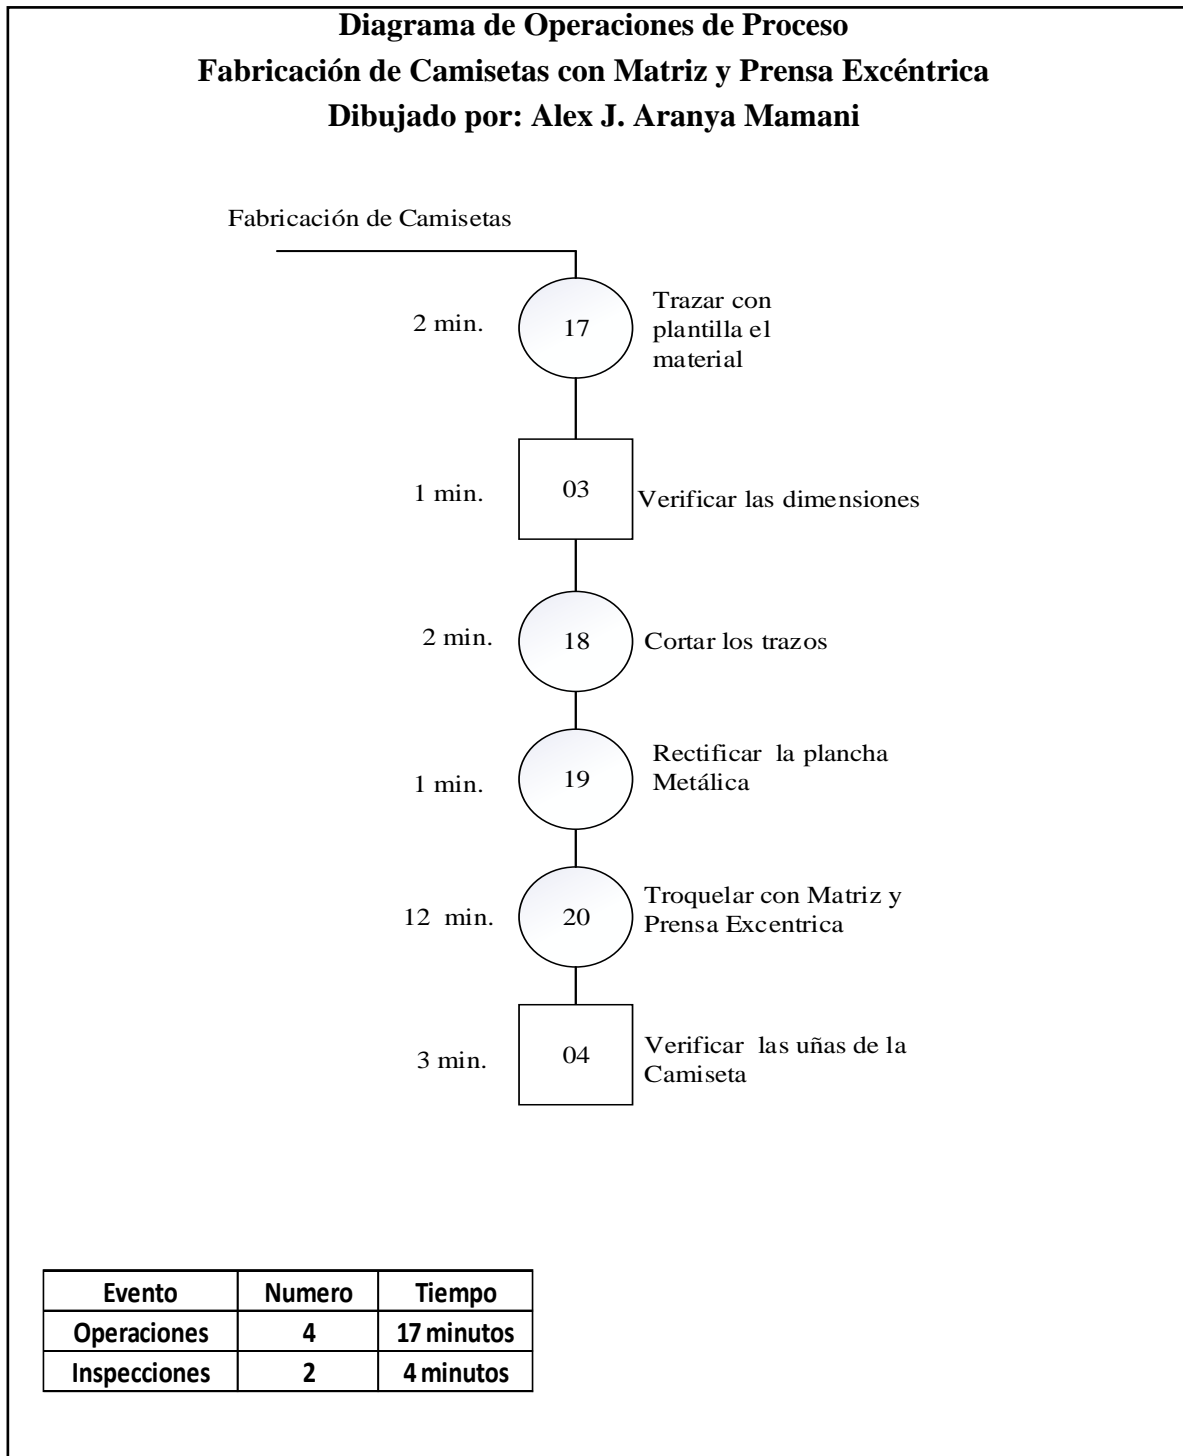 Diagrama de Operaciones de Proceso
Fabricación de Camisetas con Matriz y Prensa Excéntrica
Dibujado por: Alex J. Aranya Mamani
Fabricación de Camisetas
2 min.
17
Trazar con
plantilla el
material
1 min.
03
Verificar las dimensiones
2 min.
18
Cortar los trazos
1 min.
19
Rectificar la plancha
Metálica
12 min.
20
Troquelar con Matriz y
Prensa Excentrica
3 min.
04
Verificar las uñas de la
Camiseta
Evento Numero Tiempo
Operaciones 4 17 minutos
Inspecciones 2 4 minutos